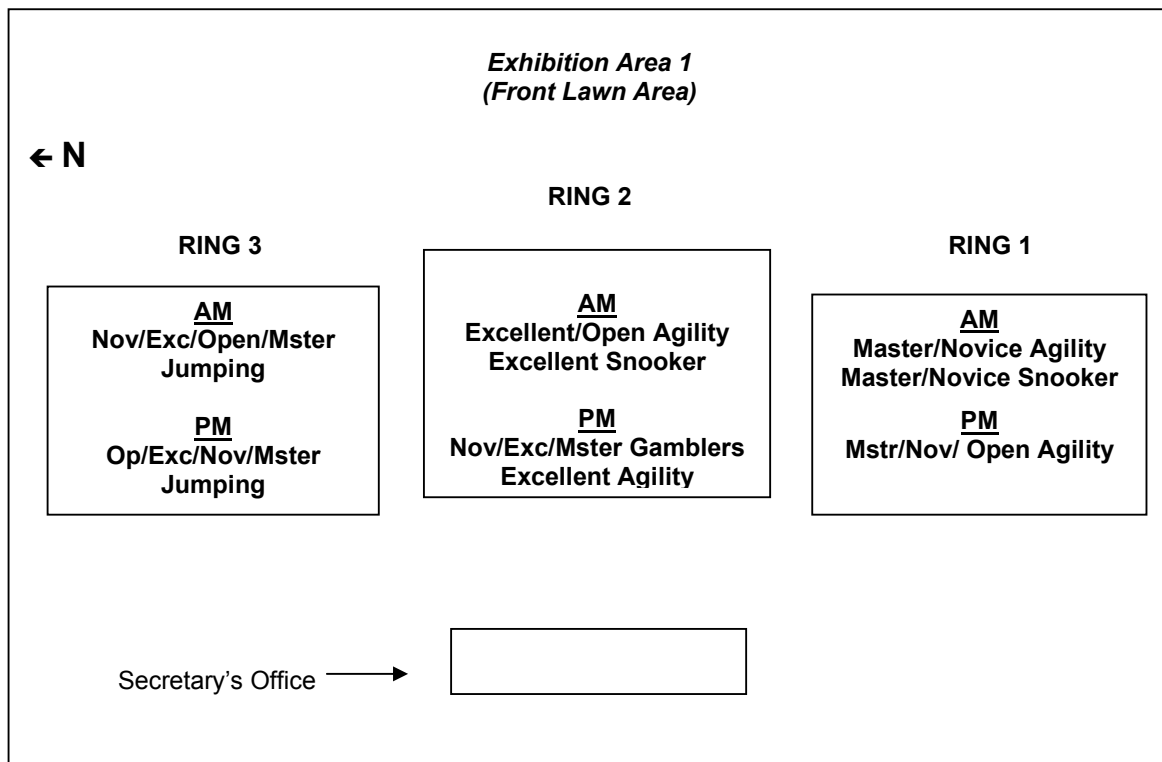 Exhibition Area 1
(Front Lawn Area)
← N
RING 2
RING 3
RING 1
AM
Nov/Exc/Open/Mster
Jumping
PM
Op/Exc/Nov/Mster
Jumping
AM
Excellent/Open Agility
Excellent Snooker
PM
Nov/Exc/Mster Gamblers
Excellent Agility
AM
Master/Novice Agility
Master/Novice Snooker
PM
Mstr/Nov/ Open Agility
Secretary’s Office